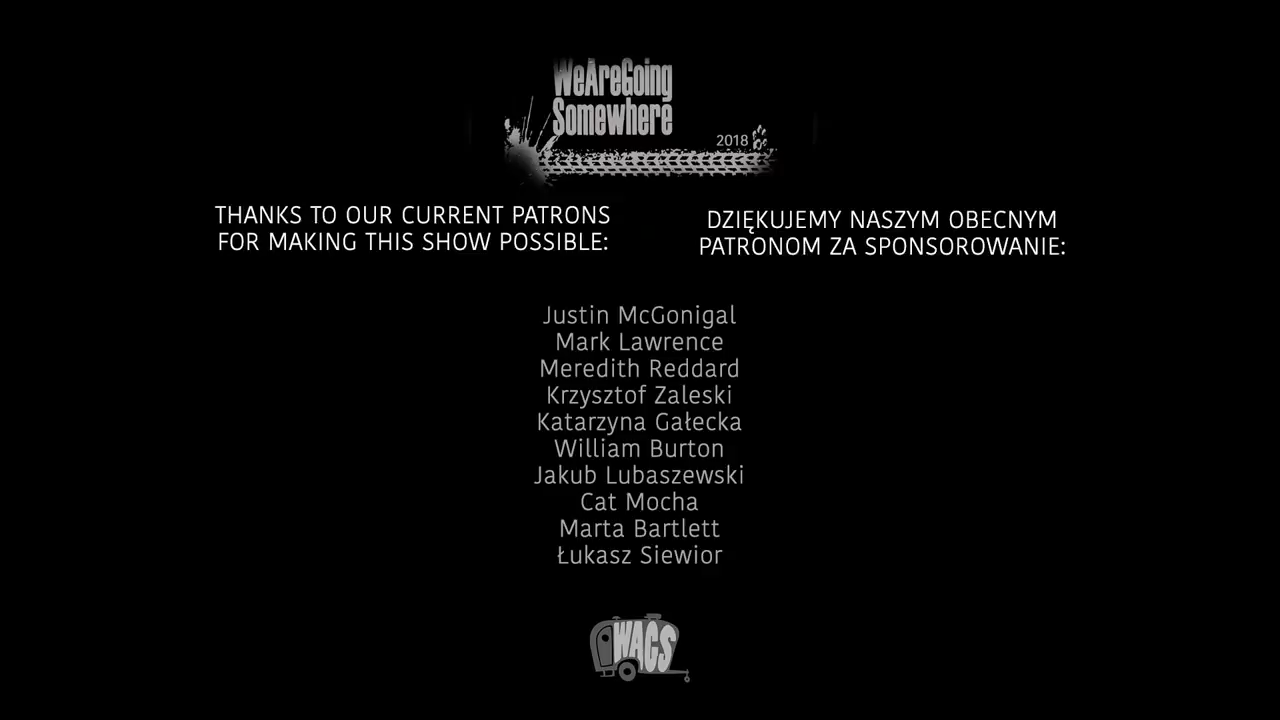 WeAreGoing
Somewhere
2018
THANKS TO OUR CURRENT PATRONS
FOR MAKING THIS SHOW POSSIBLE:
DZIĘKUJEMY NASZYM OBECNYM
PATRONOM ZA SPONSOROWANIE:
Justin McGonigal
Mark Lawrence
Meredith Reddard
Krzysztof Zaleski
Katarzyna Gałecka
William Burton
Jakub Lubaszewski
Cat Mocha
Marta Bartlett
Łukasz Siewior
WAGS